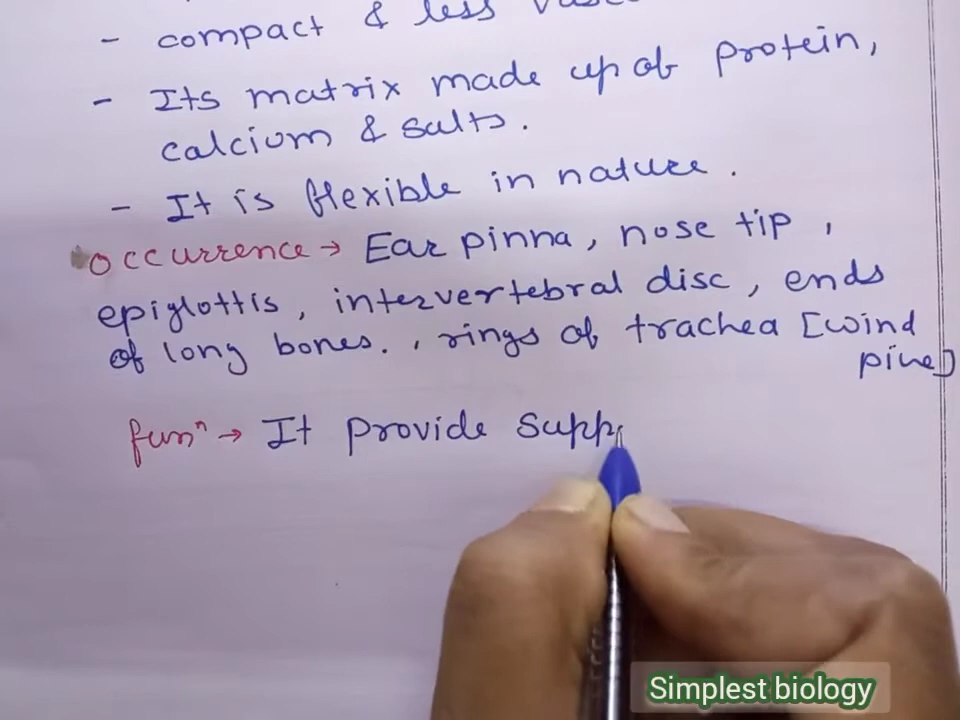 - compact & less
- Its matrix made up of protein,
calcium & salts.
- It is flexible in nature.
occurrence → Ear pinna, nose tip,
epiglottis, intervertebral disc, ends
of long bones., rings of trachea [wind
pipe]
funⁿ → It provide supp
Simplest biology